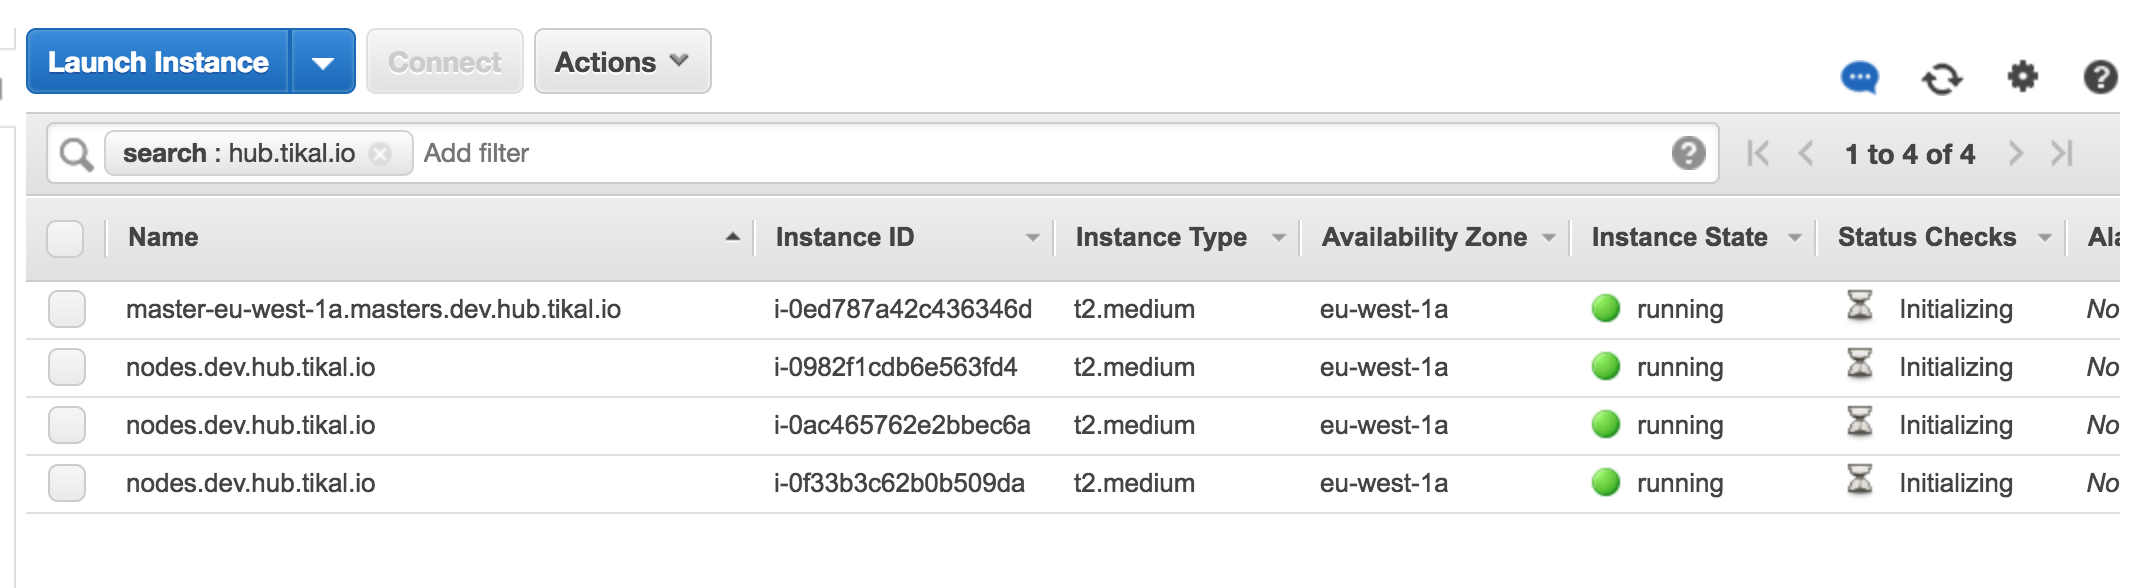 Launch Instance Connect Actions
search : hub.tikal.io Add filter 1 to 4 of 4
Name Instance ID Instance Type Availability Zone Instance State Status Checks Ala
master-eu-west-1a.masters.dev.hub.tikal.io i-0ed787a42c436346d t2.medium eu-west-1a running Initializing No
nodes.dev.hub.tikal.io i-0982f1cdb6e563fd4 t2.medium eu-west-1a running Initializing No
nodes.dev.hub.tikal.io i-0ac465762e2bbec6a t2.medium eu-west-1a running Initializing No
nodes.dev.hub.tikal.io i-0f33b3c62b0b509da t2.medium eu-west-1a running Initializing No